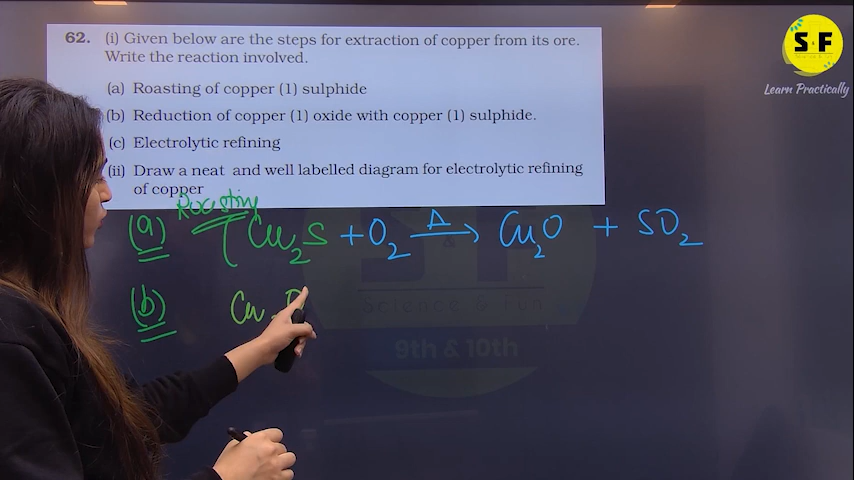 62. (i) Given below are the steps for extraction of copper from its ore.
Write the reaction involved.
(a) Roasting of copper (1) sulphide
(b) Reduction of copper (1) oxide with copper (1) sulphide.
(c) Electrolytic refining
(ii) Draw a neat and well labelled diagram for electrolytic refining
of copper
S&F
Learn Practically
Roasting
(a) ( Cu₂S + O₂ Δ→ Cu₂O + SO₂
(b) Cu
9th & 10th